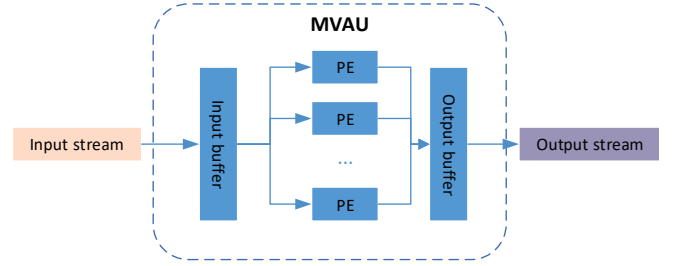 MVAU
Input stream
Input buffer
PE
PE
...
PE
Output buffer
Output stream